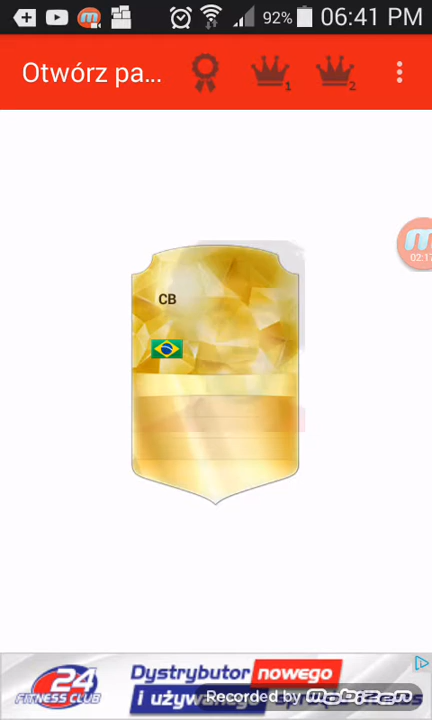 92% 06:41 PM
Otwórz pa...
1
2
02:17
CB
24
FITNESS CLUB
Dystrybutor nowego
i używanego
Recorded by mobizen